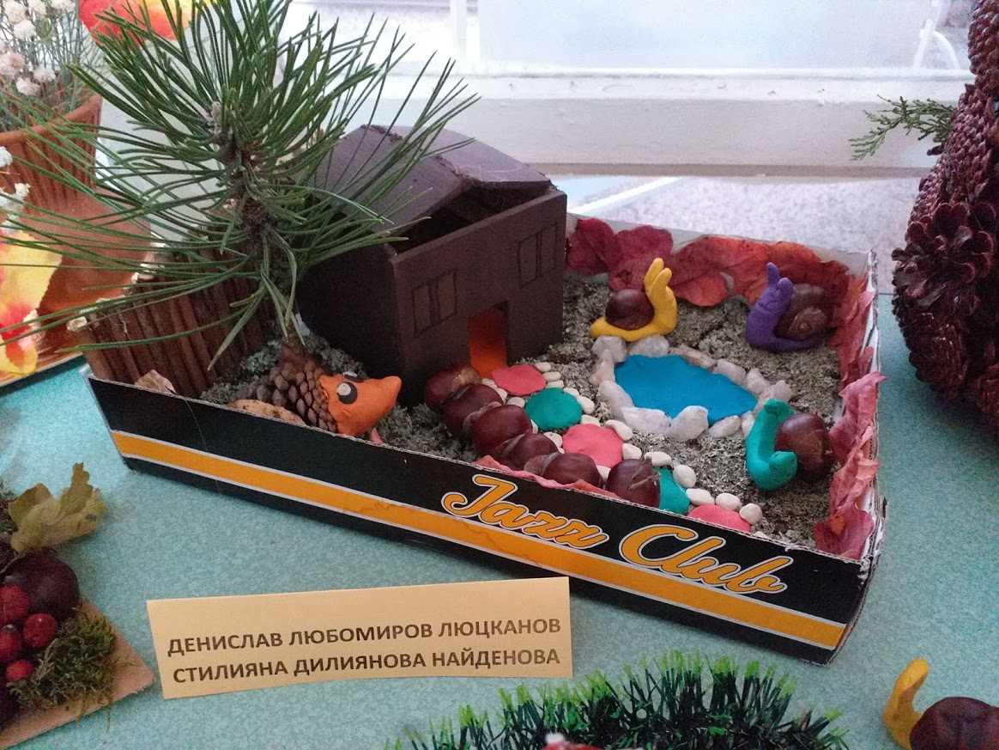 Jazz Club
ДЕНИСЛАВ ЛЮБОМИРОВ ЛЮЦКАНОВ
СТИЛИЯНА ДИЛИЯНОВА НАЙДЕНОВА